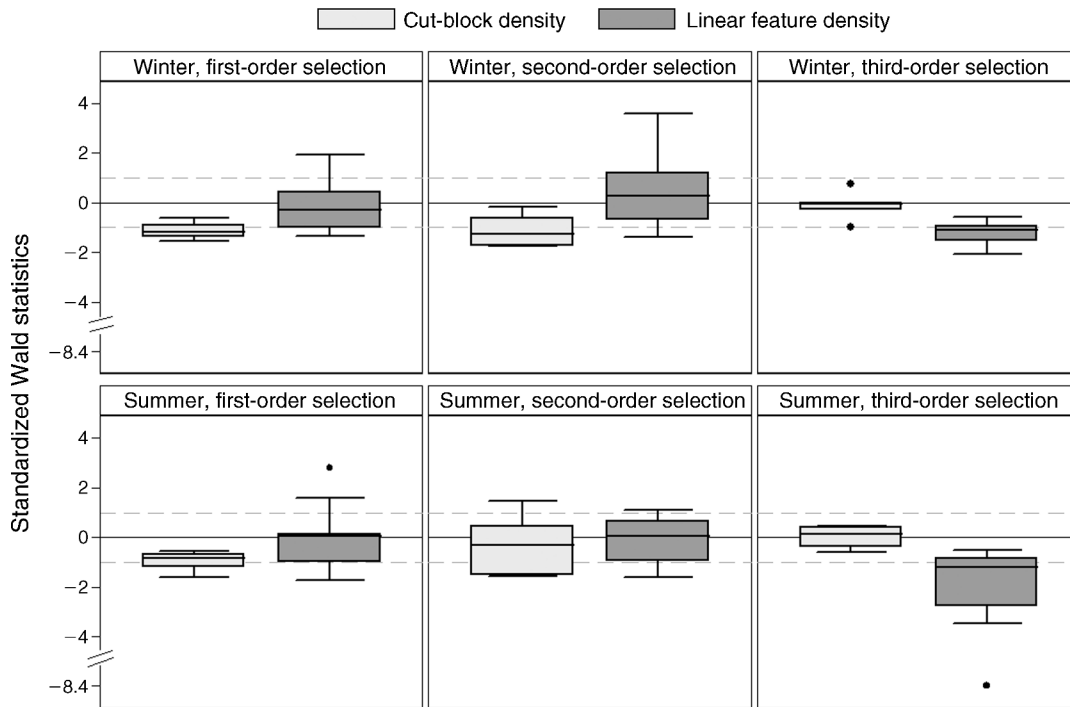 Cut-block density
Linear feature density
Standardized Wald statistics
Winter, first-order selection
Winter, second-order selection
Winter, third-order selection
4
2
0
−2
−4
−8.4
Summer, first-order selection
Summer, second-order selection
Summer, third-order selection
4
2
0
−2
−4
−8.4